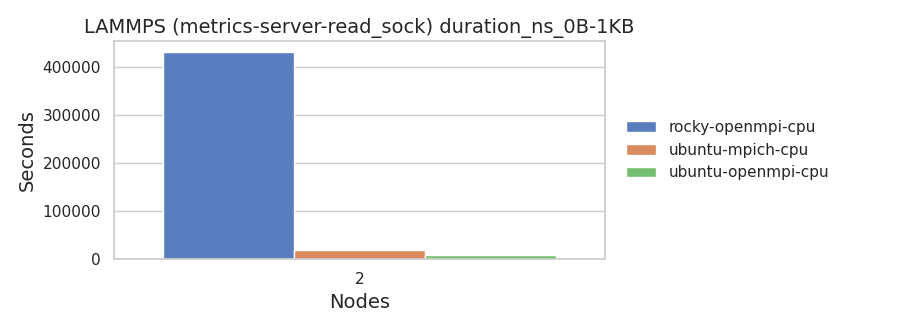 LAMMPS (metrics-server-read_sock) duration_ns_0B-1KB
Seconds
400000
300000
200000
100000
0
2
Nodes
rocky-openmpi-cpu
ubuntu-mpich-cpu
ubuntu-openmpi-cpu